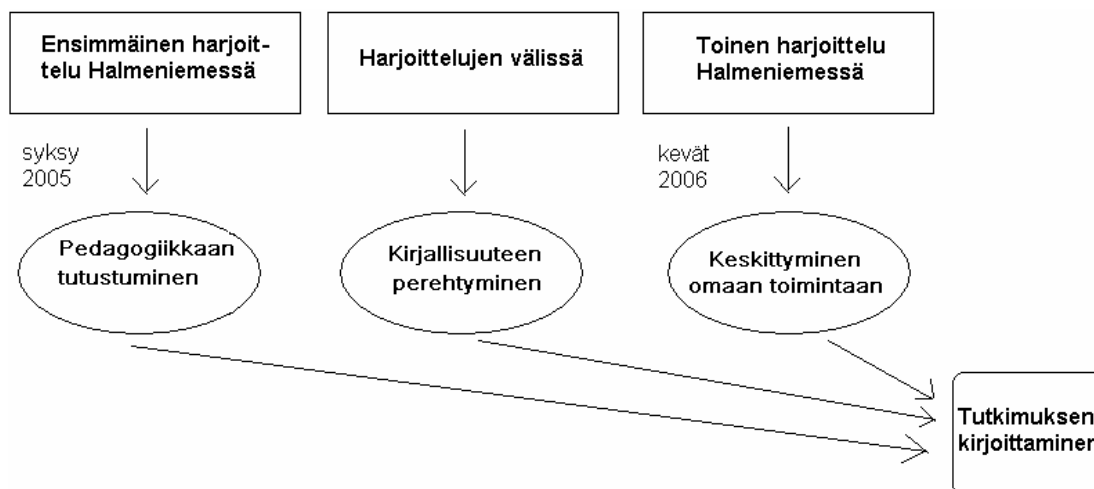 Ensimmäinen harjoit-
telu Halmeniemessä
Harjoittelujen välissä
Toinen harjoittelu
Halmeniemessä
syksy
2005
kevät
2006
Pedagogiikkaan
tutustuminen
Kirjallisuuteen
perehtyminen
Keskittyminen
omaan toimintaan
Tutkimuksen
kirjoittaminen